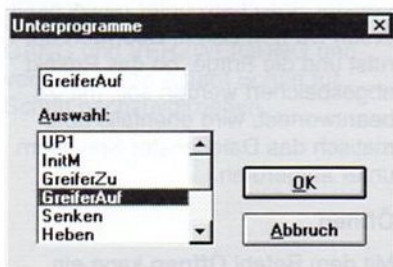 Unterprogramme
GreiferAuf
Auswahl:
UP1
InitM
GreiferZu
GreiferAuf
Senken
Heben
OK
Abbruch